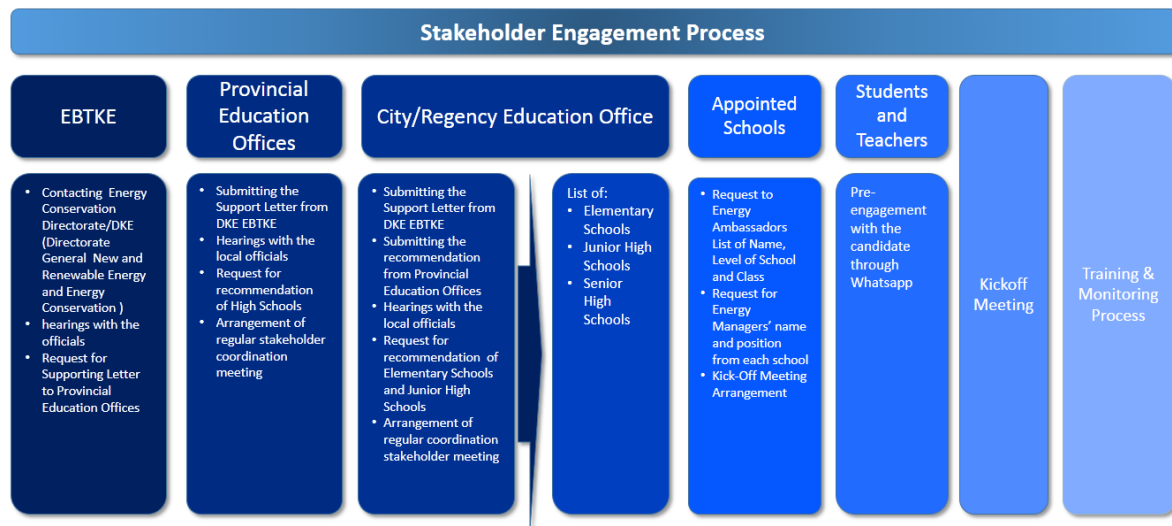 Stakeholder Engagement Process
EBTKE
• Contacting Energy
Conservation
Directorate/DKE
(Directorate
General New and
Renewable Energy
and Energy
Conservation )
• hearings with the
officials
• Request for
Supporting Letter
to Provincial
Education Offices
Provincial
Education
Offices
• Submitting the
Support Letter from
DKE EBTKE
• Hearings with the
local officials
• Request for
recommendation
of High Schools
• Arrangement of
regular stakeholder
coordination
meeting
City/Regency Education Office
• Submitting the
Support Letter from
DKE EBTKE
• Submitting the
recommendation
from Provincial
Education Offices
• Hearings with the
local officials
• Request for
recommendation of
Elementary Schools
and Junior High
Schools
• Arrangement of
regular coordination
stakeholder meeting
List of:
• Elementary
Schools
• Junior High
Schools
• Senior
High
Schools
Appointed
Schools
• Request to
Energy
Ambassadors
List of Name,
Level of School
and Class
• Request for
Energy
Managers’ name
and position
from each school
• Kick-Off Meeting
Arrangement
Students
and
Teachers
Pre-
engagement
with the
candidate
through
Whatsapp
Kickoff
Meeting
Training &
Monitoring
Process